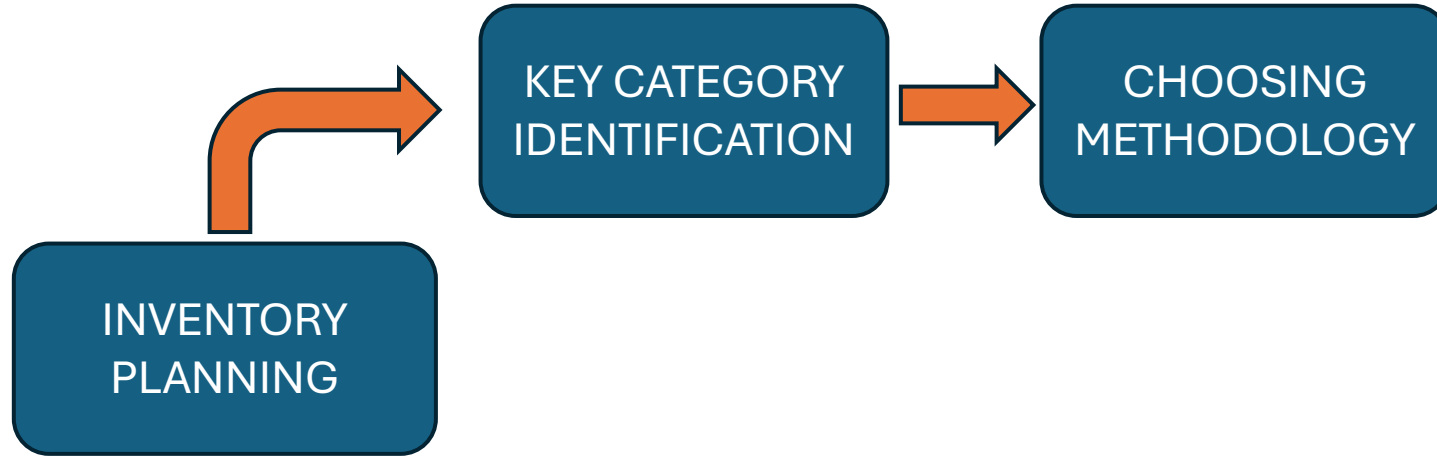 INVENTORY
PLANNING
KEY CATEGORY
IDENTIFICATION
CHOOSING
METHODOLOGY